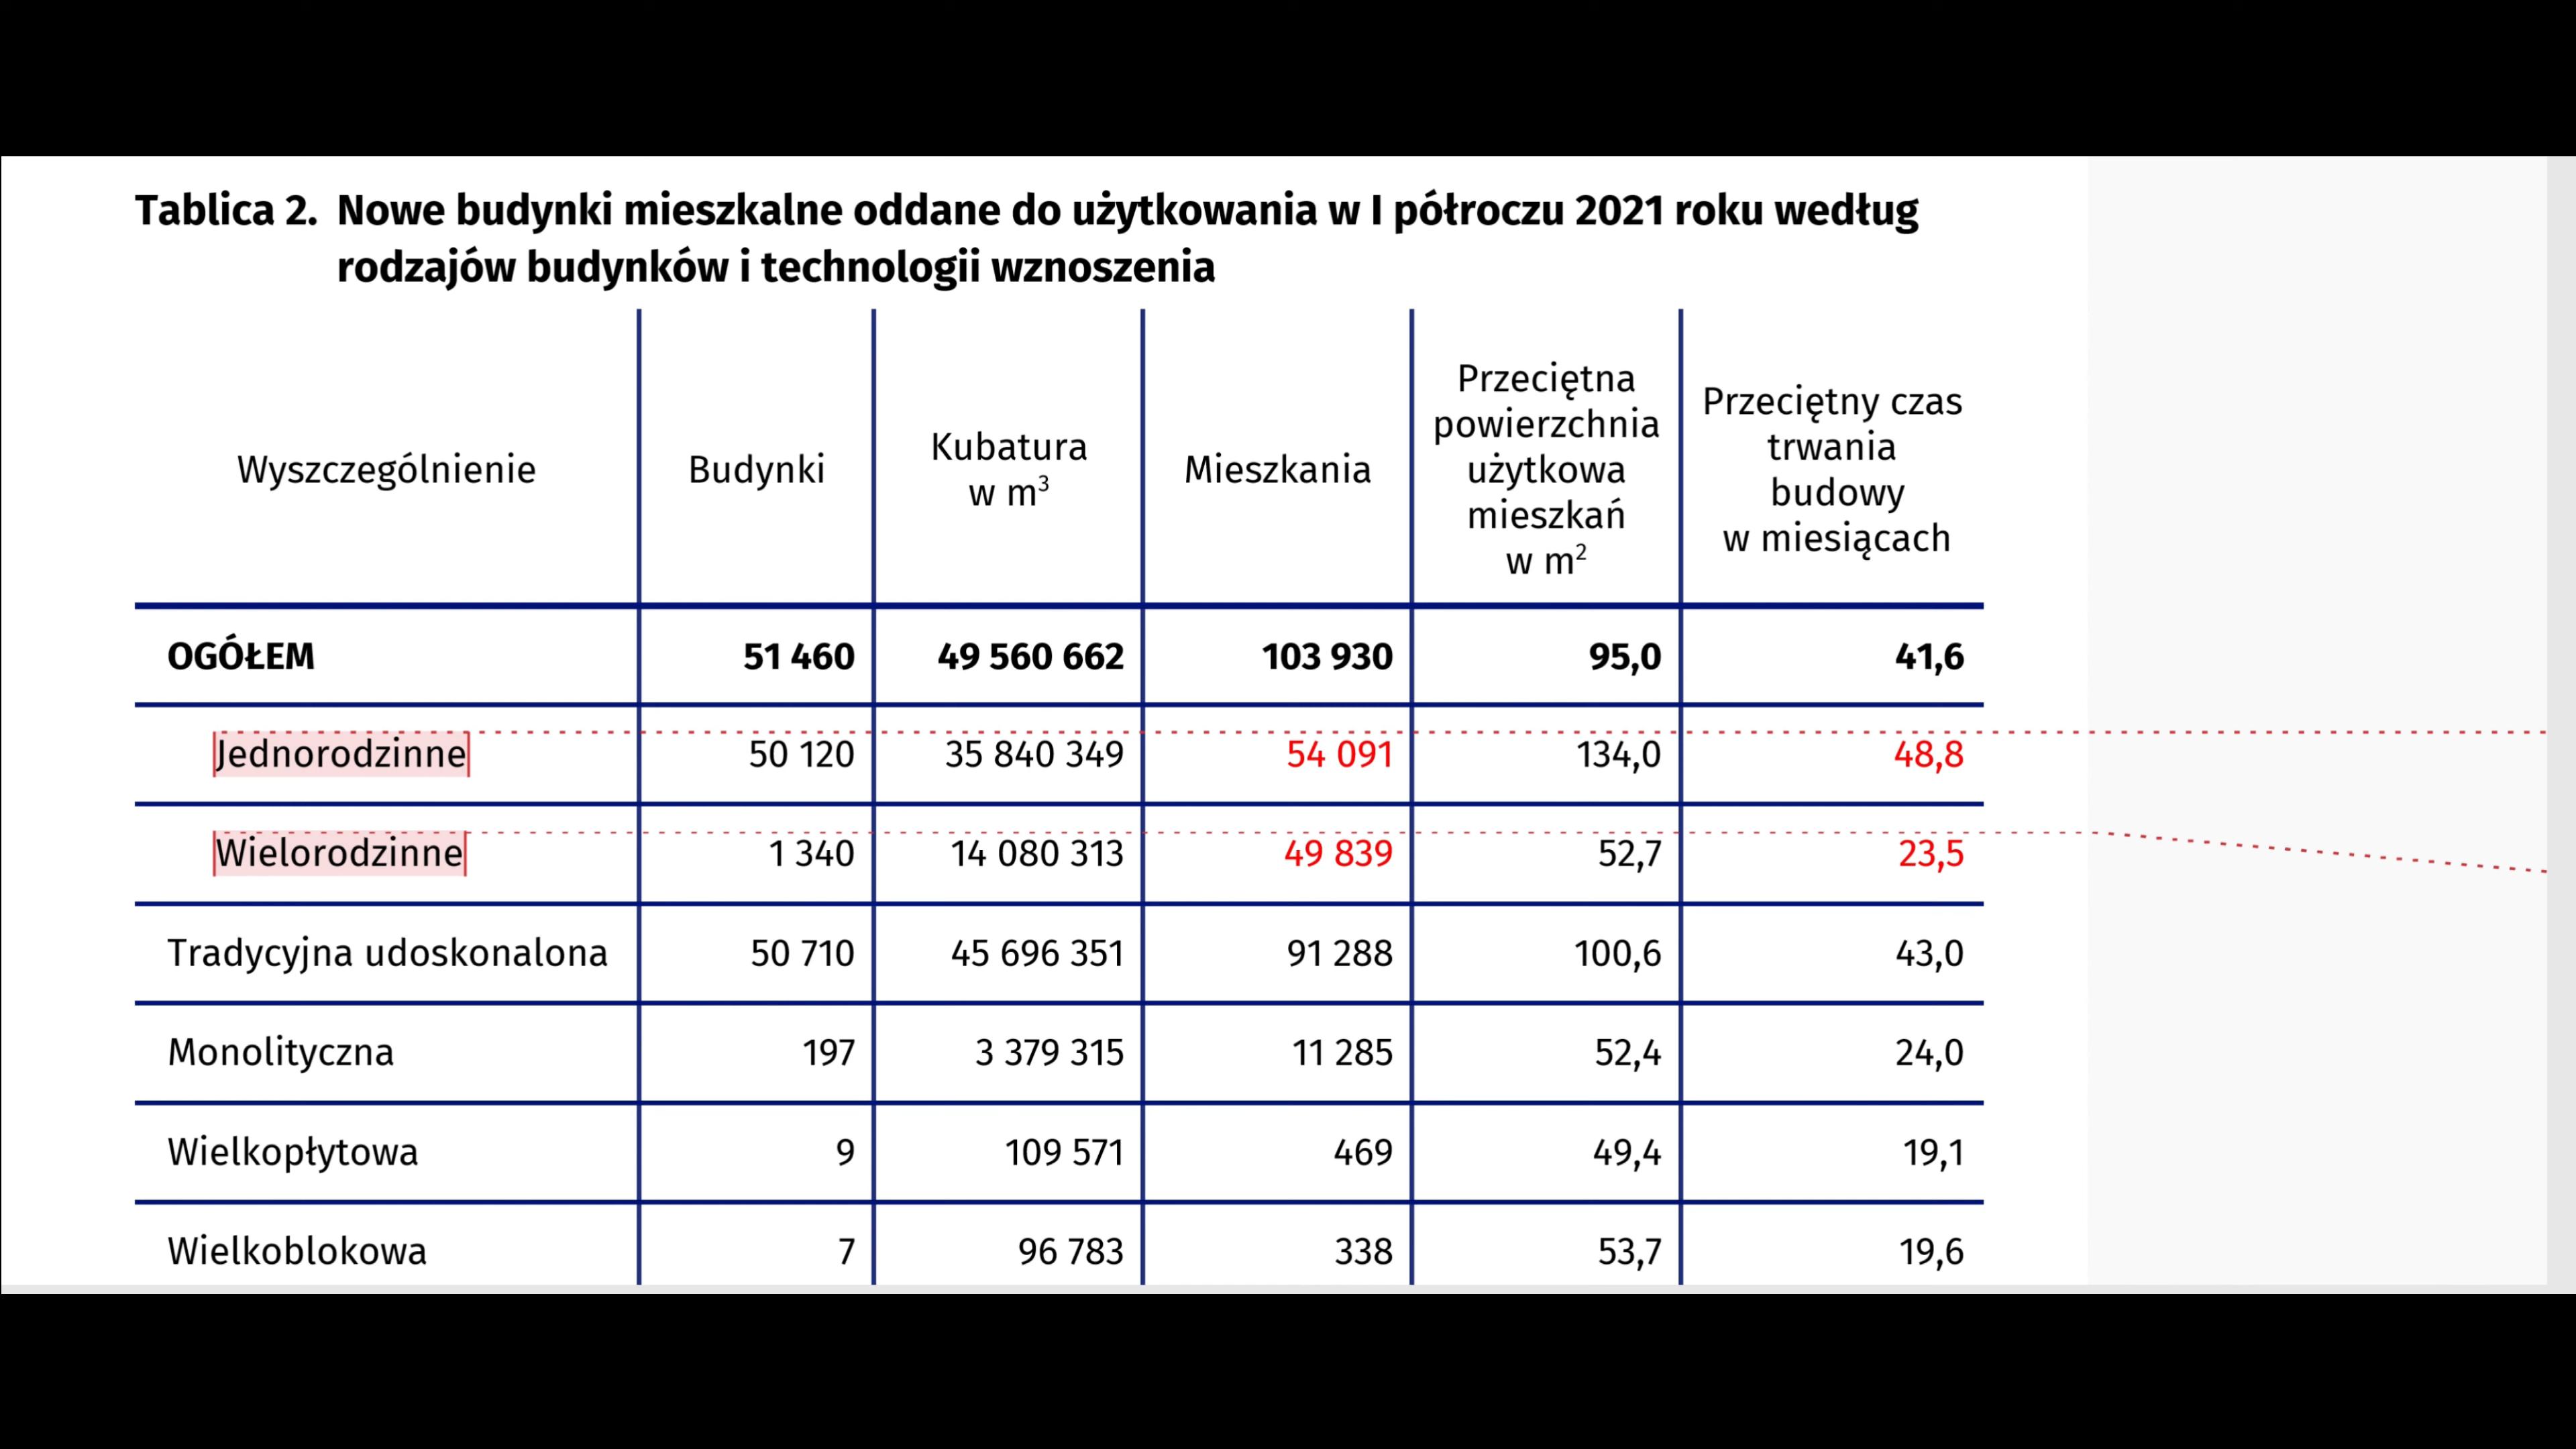 Tablica 2. Nowe budynki mieszkalne oddane do użytkowania w I półroczu 2021 roku według
rodzajów budynków i technologii wznoszenia
Wyszczególnienie Budynki Kubatura w m³ Mieszkania Przeciętna powierzchnia użytkowa mieszkań w m² Przeciętny czas trwania budowy w miesiącach
OGÓŁEM 51 460 49 560 662 103 930 95,0 41,6
Jednorodzinne 50 120 35 840 349 54 091 134,0 48,8
Wielorodzinne 1 340 14 080 313 49 839 52,7 23,5
Tradycyjna udoskonalona 50 710 45 696 351 91 288 100,6 43,0
Monolityczna 197 3 379 315 11 285 52,4 24,0
Wielkopłytowa 9 109 571 469 49,4 19,1
Wielkoblokowa 7 96 783 338 53,7 19,6